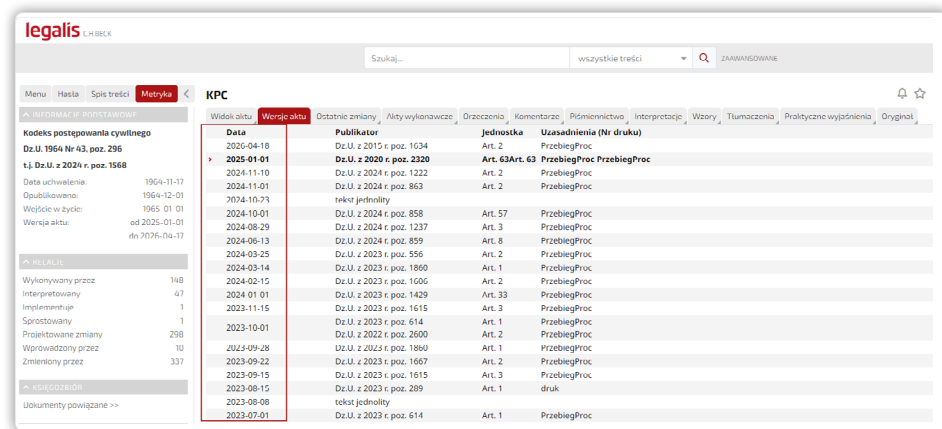 legalis C.H.BECK
Szukaj... wszystkie treści ZAAWANSOWANE
Menu Hasła Spis treści Metryka
KPC
INFORMACJE PODSTAWOWE
Kodeks postępowania cywilnego
Dz.U. 1964 Nr 43, poz. 296
t.j. Dz.U. z 2024 r. poz. 1568
Data uchwalenia: 1964-11-17
Opublikowano: 1964-12-01
Wejście w życie: 1965-01-01
Wersja aktu: od 2025-01-01
do 2026-04-17
RELACJE
Wykonywany przez 148
Interpretowany 47
Implementuje 1
Sprostowany 1
Projektowane zmiany 298
Wprowadzony przez 10
Zmieniony przez 337
KSIĘGOZBIÓR
Dokumenty powiązane >>
Widok aktu Wersje aktu Ostatnie zmiany Akty wykonawcze Orzeczenia Komentarze Piśmiennictwo Interpretacje Wzory Tłumaczenia Praktyczne wyjaśnienia Oryginał
Data Publikator Jednostka Uzasadnienia (Nr druku)
2026-04-18 Dz.U. z 2015 r. poz. 1634 Art. 2 PrzebiegProc
2025-01-01 Dz.U. z 2020 r. poz. 2320 Art. 63Art. 63 PrzebiegProc PrzebiegProc
2024-11-10 Dz.U. z 2024 r. poz. 1222 Art. 2 PrzebiegProc
2024-11-01 Dz.U. z 2024 r. poz. 863 Art. 2 PrzebiegProc
2024-10-23 tekst jednolity
2024-10-01 Dz.U. z 2024 r. poz. 858 Art. 57 PrzebiegProc
2024-08-29 Dz.U. z 2024 r. poz. 1237 Art. 3 PrzebiegProc
2024-06-13 Dz.U. z 2024 r. poz. 859 Art. 8 PrzebiegProc
2024-03-25 Dz.U. z 2023 r. poz. 556 Art. 2 PrzebiegProc
2024-03-14 Dz.U. z 2023 r. poz. 1860 Art. 1 PrzebiegProc
2024-02-15 Dz.U. z 2023 r. poz. 1606 Art. 2 PrzebiegProc
2024-01-01 Dz.U. z 2023 r. poz. 1429 Art. 33 PrzebiegProc
2023-11-15 Dz.U. z 2023 r. poz. 1615 Art. 3 PrzebiegProc
2023-10-01 Dz.U. z 2023 r. poz. 614 Art. 1 PrzebiegProc
Dz.U. z 2022 r. poz. 2600 Art. 2 PrzebiegProc
2023-09-28 Dz.U. z 2023 r. poz. 1860 Art. 1 PrzebiegProc
2023-09-22 Dz.U. z 2023 r. poz. 1667 Art. 2 PrzebiegProc
2023-09-15 Dz.U. z 2023 r. poz. 1615 Art. 3 PrzebiegProc
2023-08-15 Dz.U. z 2023 r. poz. 289 Art. 1 druk
2023-08-08 tekst jednolity
2023-07-01 Dz.U. z 2023 r. poz. 614 Art. 1 PrzebiegProc